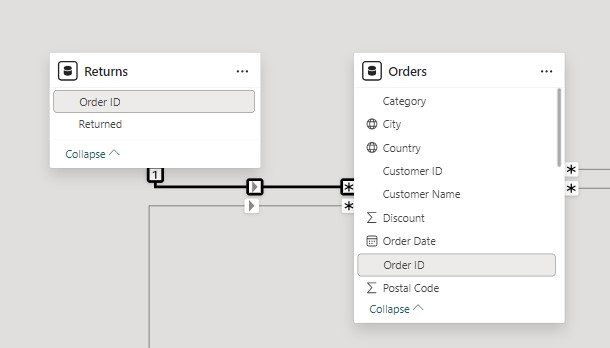 Returns
...
Order ID
Returned
Collapse
1
*
*
Orders
...
Category
City
Country
Customer ID
Customer Name
Discount
Order Date
Order ID
Postal Code
Collapse
*
*